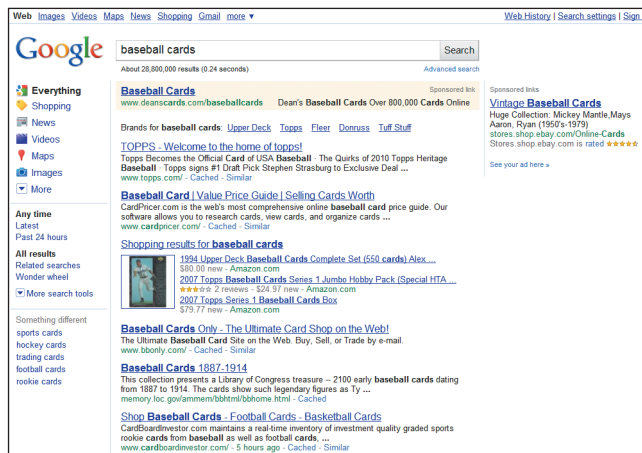 Web Images Videos Maps News Shopping Gmail more ▼
Web History | Search settings | Sign
Google
baseball cards
Search
About 28,800,000 results (0.24 seconds)
Advanced search
Everything
Shopping
News
Videos
Maps
Images
More
Any time
Latest
Past 24 hours
All results
Related searches
Wonder wheel
More search tools
Something different
sports cards
hockey cards
trading cards
football cards
rookie cards
Baseball Cards
Sponsored link
www.deanscards.com/baseballcards Dean's Baseball Cards Over 800,000 Cards Online
Brands for baseball cards: Upper Deck Topps Fleer Donruss Tuff Stuff
TOPPS - Welcome to the home of topps!
Topps Becomes the Official Card of USA Baseball · The Quirks of 2010 Topps Heritage
Baseball · Topps signs #1 Draft Pick Stephen Strasburg to Exclusive Deal ...
www.topps.com/ - Cached - Similar
Baseball Card | Value Price Guide | Selling Cards Worth
CardPricer.com is the web's most comprehensive online baseball card price guide. Our
software allows you to research cards, view cards, and organize cards ...
www.cardpricer.com/ - Cached - Similar
Shopping results for baseball cards
1994 Upper Deck Baseball Cards Complete Set (550 cards) Alex ...
$80.00 new - Amazon.com
2007 Topps Baseball Cards Series 1 Jumbo Hobby Pack (Special HTA ...
2 reviews - $24.97 new - Amazon.com
2007 Topps Series 1 Baseball Cards Box
$79.77 new - Amazon.com
Baseball Cards Only - The Ultimate Card Shop on the Web!
The Ultimate Baseball Card Site on the Web. Buy, Sell, or Trade by e-mail.
www.bbonly.com/ - Cached - Similar
Baseball Cards 1887-1914
This collection presents a Library of Congress treasure -- 2100 early baseball cards dating
from 1887 to 1914. The cards show such legendary figures as Ty ...
memory.loc.gov/ammem/bbhtml/bbhome.html - Cached
Shop Baseball Cards - Football Cards - Basketball Cards
CardBoardInvestor.com maintains a real-time inventory of investment quality graded sports
rookie cards from baseball as well as football cards, ...
www.cardboardinvestor.com/ - 5 hours ago - Cached - Similar
Sponsored links
Vintage Baseball Cards
Huge Collection: Mickey Mantle,Mays
Aaron, Ryan (1950's-1979)
stores.shop.ebay.com/Online-Cards
Stores.shop.ebay.com is rated
See your ad here »